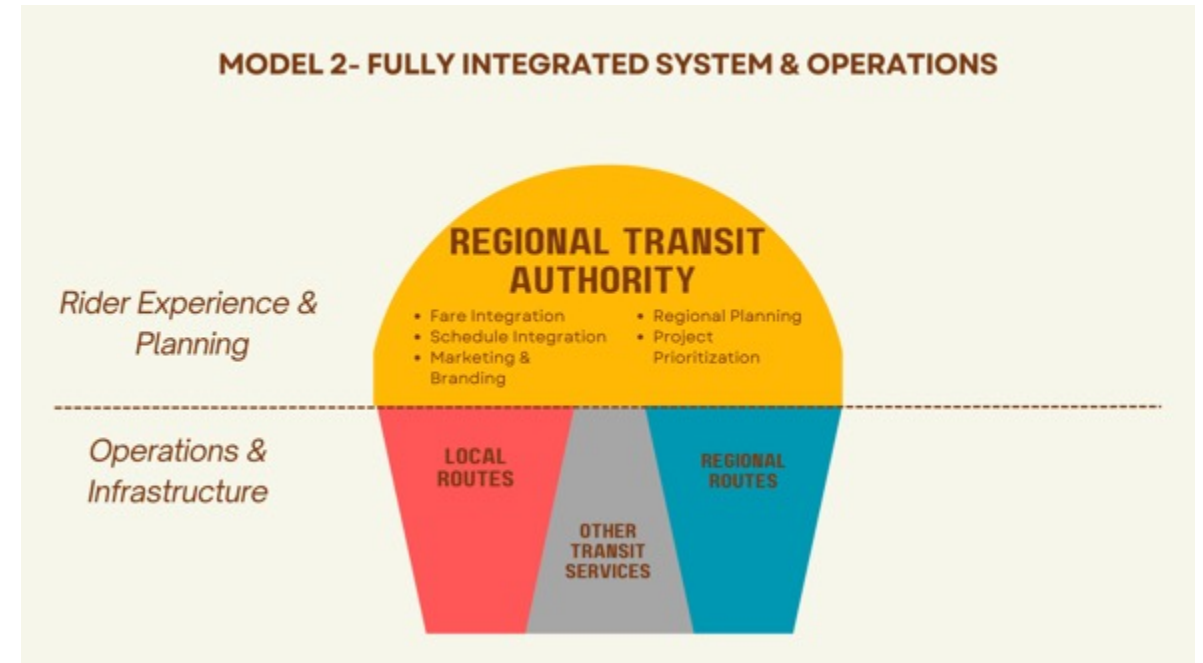 MODEL 2- FULLY INTEGRATED SYSTEM & OPERATIONS
REGIONAL TRANSIT
AUTHORITY
Rider Experience &
Planning
• Fare Integration
• Schedule Integration
• Marketing &
Branding
• Regional Planning
• Project
Prioritization
Operations &
Infrastructure
LOCAL
ROUTES
OTHER
TRANSIT
SERVICES
REGIONAL
ROUTES